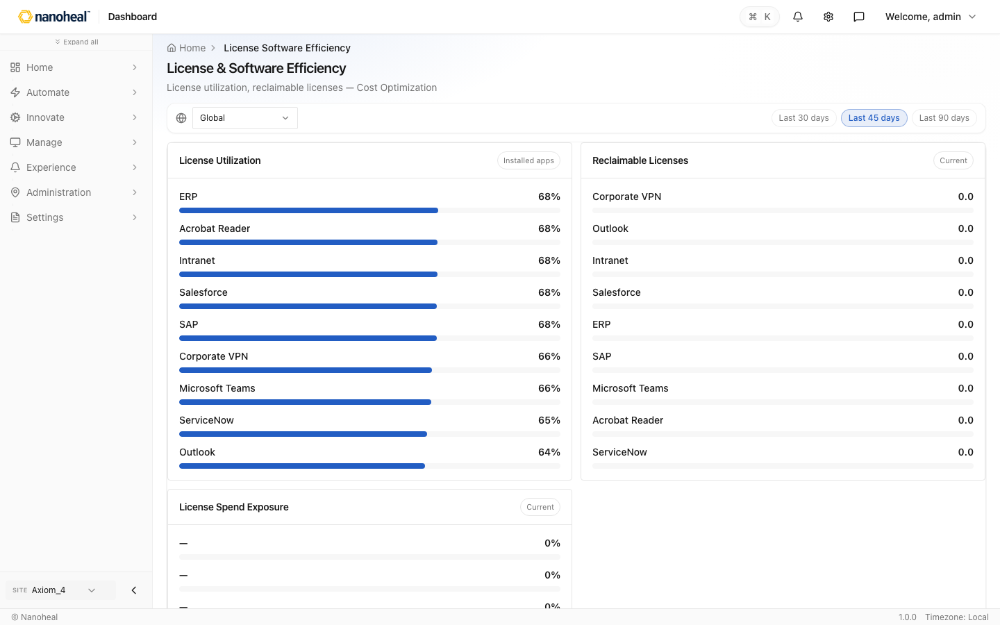 nanoheal™
Dashboard
⌘ K
Welcome, admin
Expand all
Home
Automate
Innovate
Manage
Experience
Administration
Settings
SITE Axiom_4
Home > License Software Efficiency
License & Software Efficiency
License utilization, reclaimable licenses — Cost Optimization
Global
Last 30 days
Last 45 days
Last 90 days
License Utilization
Installed apps
ERP 68%
Acrobat Reader 68%
Intranet 68%
Salesforce 68%
SAP 68%
Corporate VPN 66%
Microsoft Teams 66%
ServiceNow 65%
Outlook 64%
Reclaimable Licenses
Current
Corporate VPN 0.0
Outlook 0.0
Intranet 0.0
Salesforce 0.0
ERP 0.0
SAP 0.0
Microsoft Teams 0.0
Acrobat Reader 0.0
ServiceNow 0.0
License Spend Exposure
Current
— 0%
— 0%
— 0%
© Nanoheal
1.0.0 Timezone: Local